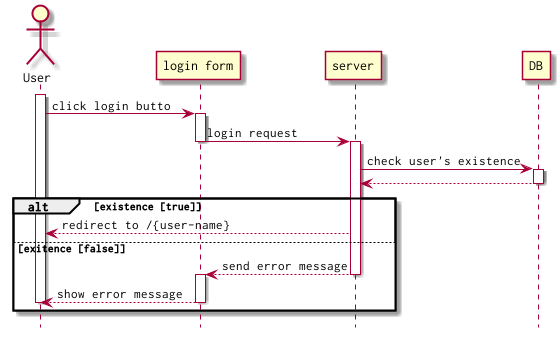 User
login form
server
DB
click login butto
login request
check user's existence
alt
[existence [true]]
redirect to /{user-name}
[exitence [false]]
send error message
show error message